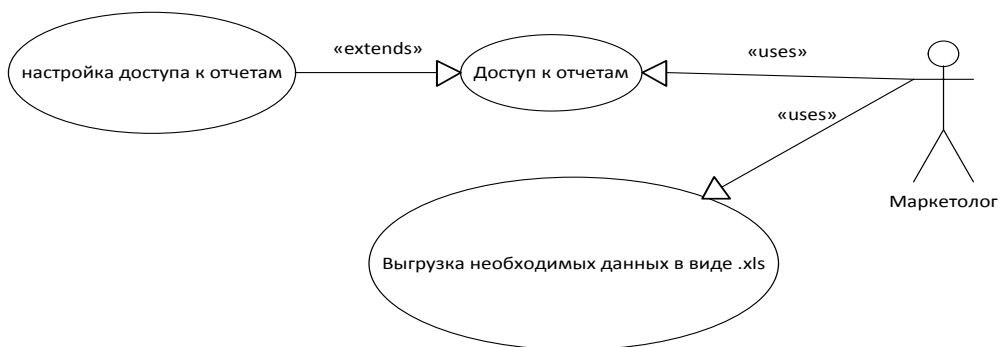 «extends»
«uses»
настройка доступа к отчетам
Доступ к отчетам
«uses»
Маркетолог
Выгрузка необходимых данных в виде .xls